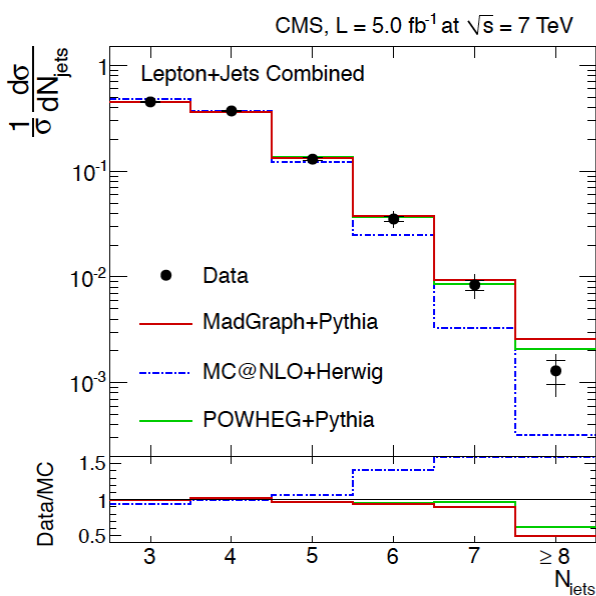 CMS, L = 5.0 fb⁻¹ at √s = 7 TeV
1/σ dσ/dN_jets
Lepton+Jets Combined
1
10⁻¹
10⁻²
10⁻³
Data
MadGraph+Pythia
MC@NLO+Herwig
POWHEG+Pythia
Data/MC
1.5
1
0.5
3 4 5 6 7 ≥ 8
N_jets